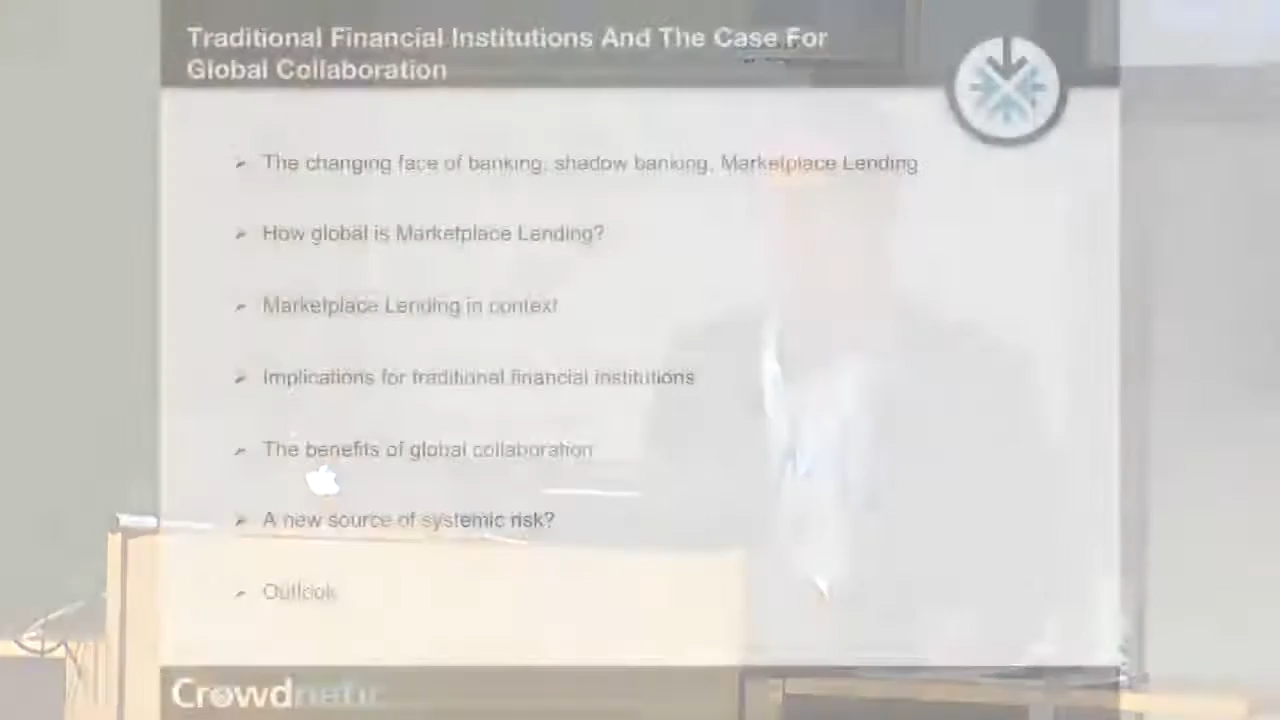 Traditional Financial Institutions And The Case For
Global Collaboration
The changing face of banking, shadow banking, Marketplace Lending
How global is Marketplace Lending?
Marketplace Lending in context
Implications for traditional financial institutions
The benefits of global collaboration
A new source of systemic risk?
Outlook
Crowdnetic